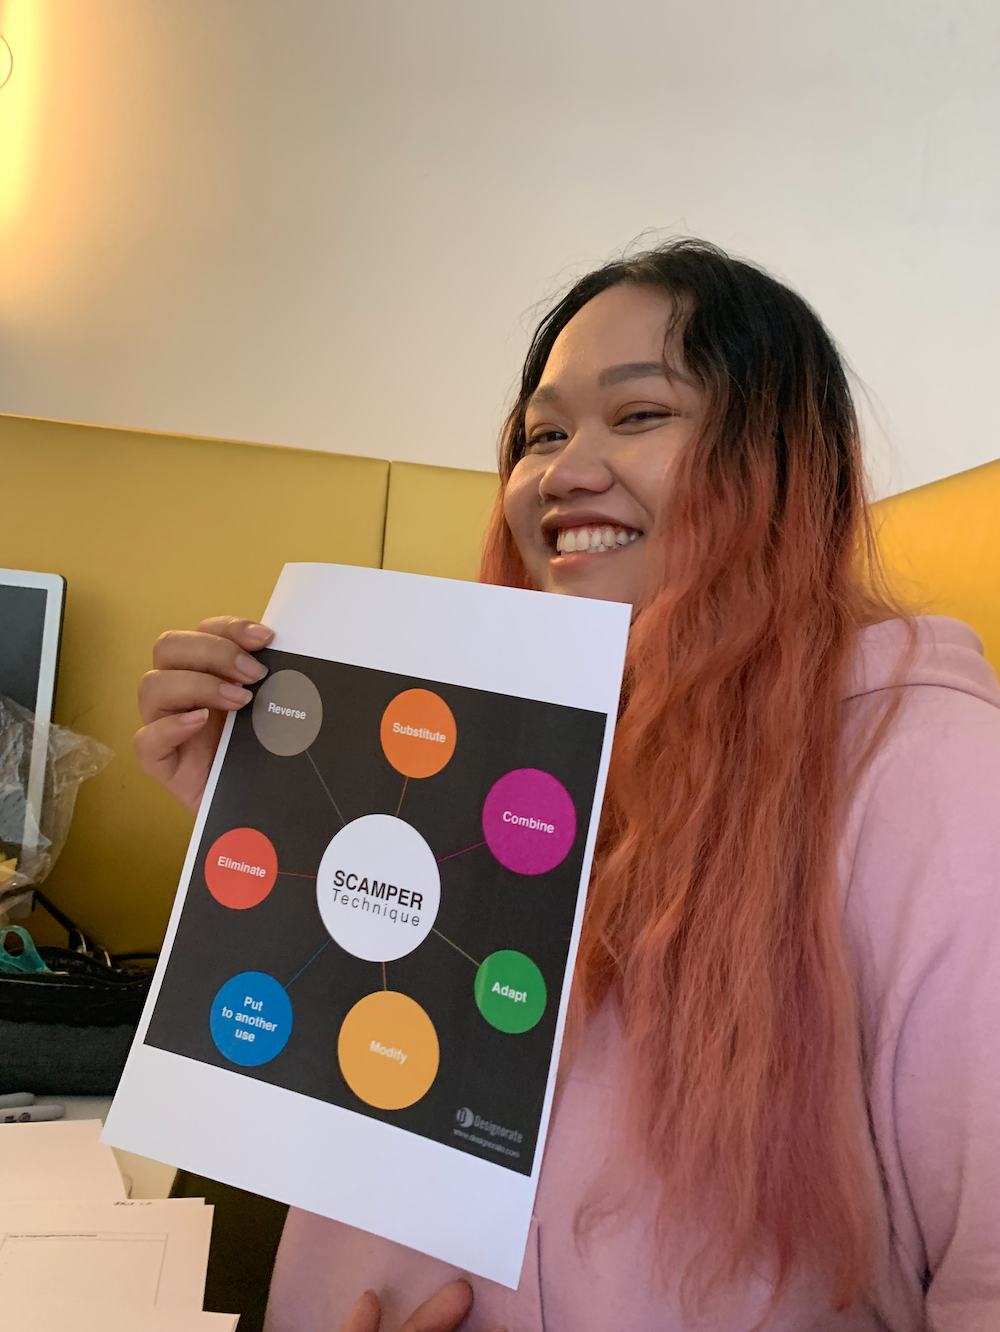 Reverse
Substitute
Combine
Eliminate
SCAMPER
Technique
Adapt
Put
to another
use
Modify
Designorate
www.designorate.com